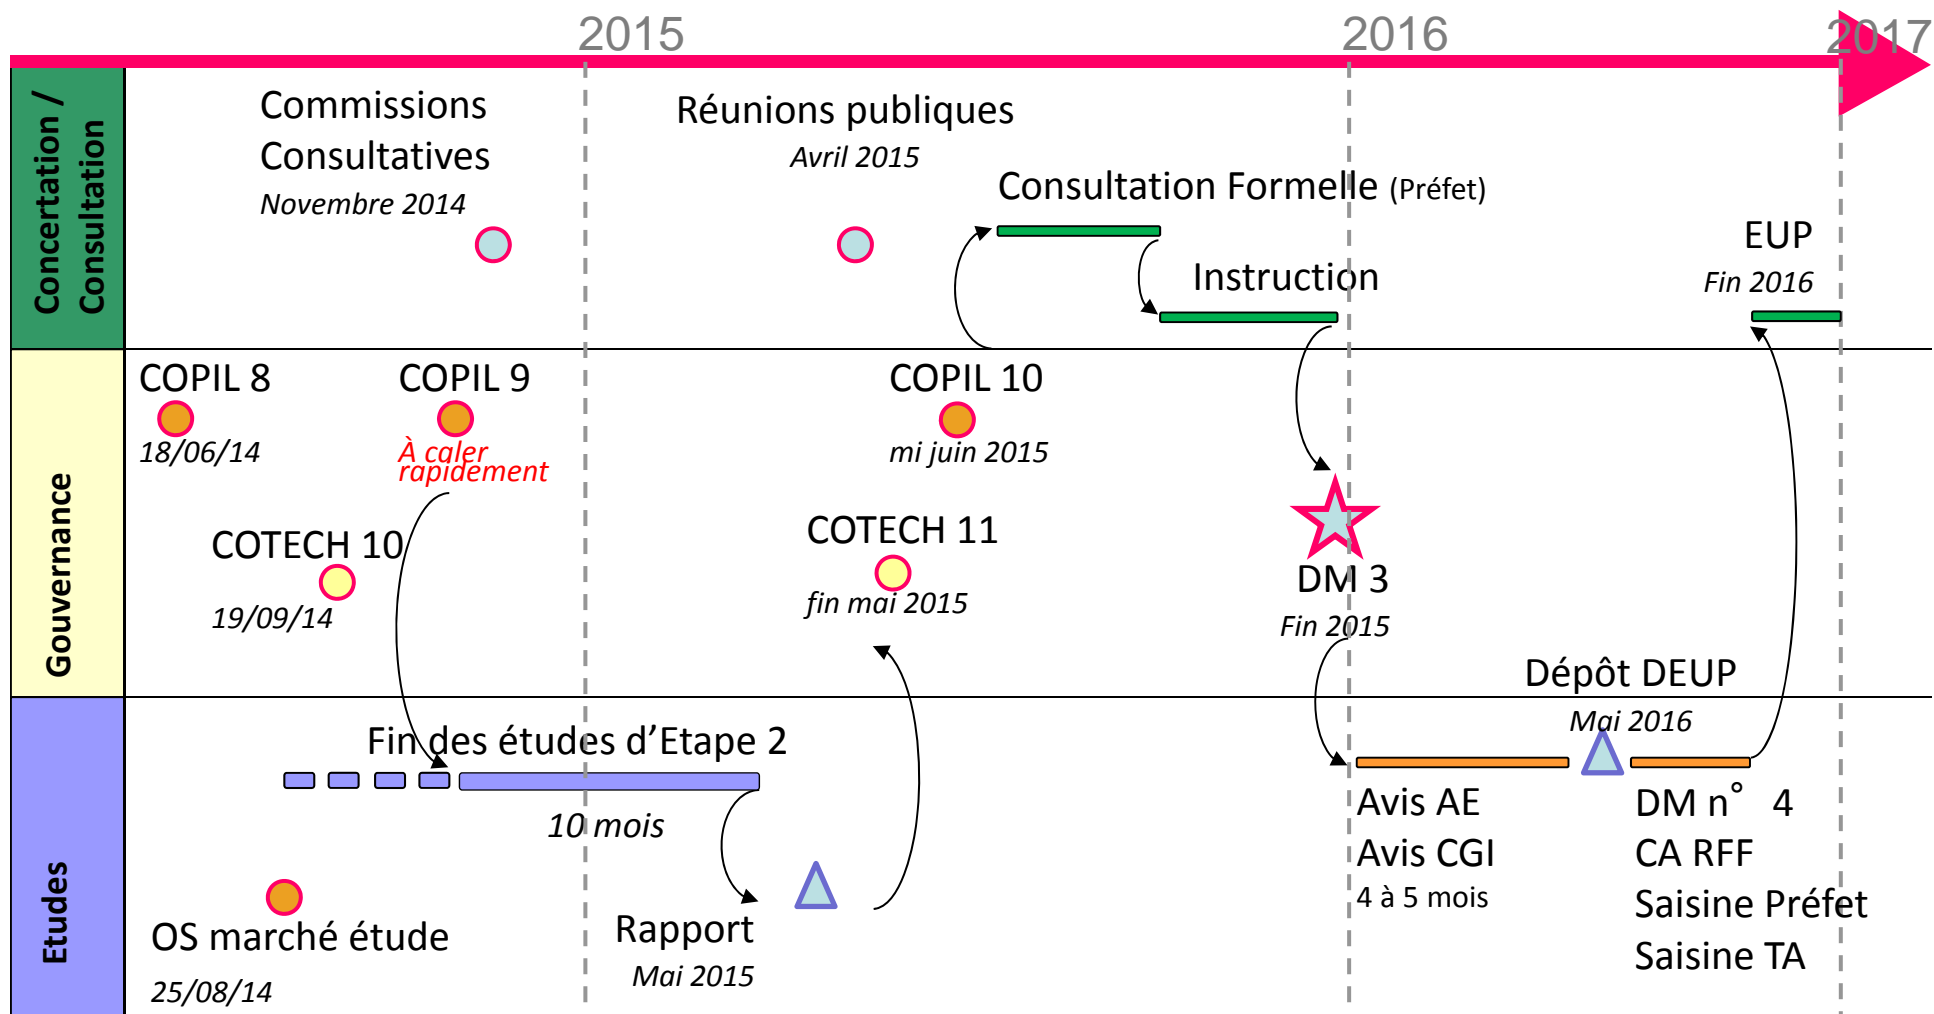 2015
2016
2017
Concertation /
Consultation
Commissions
Consultatives
Novembre 2014
Réunions publiques
Avril 2015
Consultation Formelle (Préfet)
Instruction
EUP
Fin 2016
Gouvernance
COPIL 8
18/06/14
COPIL 9
À caler
rapidement
COPIL 10
mi juin 2015
COTECH 10
19/09/14
COTECH 11
fin mai 2015
DM 3
Fin 2015
Dépôt DEUP
Mai 2016
Etudes
Fin des études d’Etape 2
10 mois
OS marché étude
25/08/14
Rapport
Mai 2015
Avis AE
Avis CGI
4 à 5 mois
DM n° 4
CA RFF
Saisine Préfet
Saisine TA